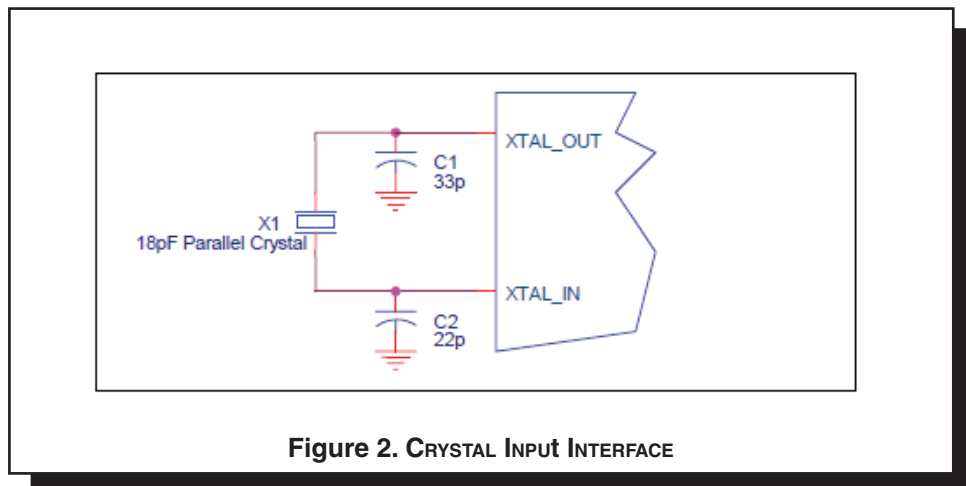 XTAL_OUT
C1
33p
X1
18pF Parallel Crystal
XTAL_IN
C2
22p
Figure 2. CRYSTAL INPUt INTERFACE